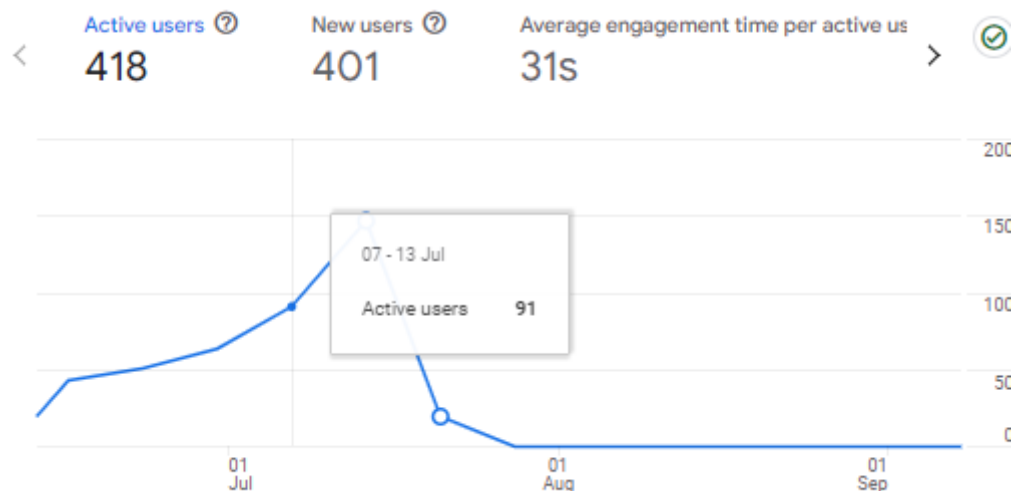 Active users
New users
Average engagement time per active us
418
401
31s
200
150
100
50
0
07 - 13 Jul
Active users 91
01
Jul
01
Aug
01
Sep